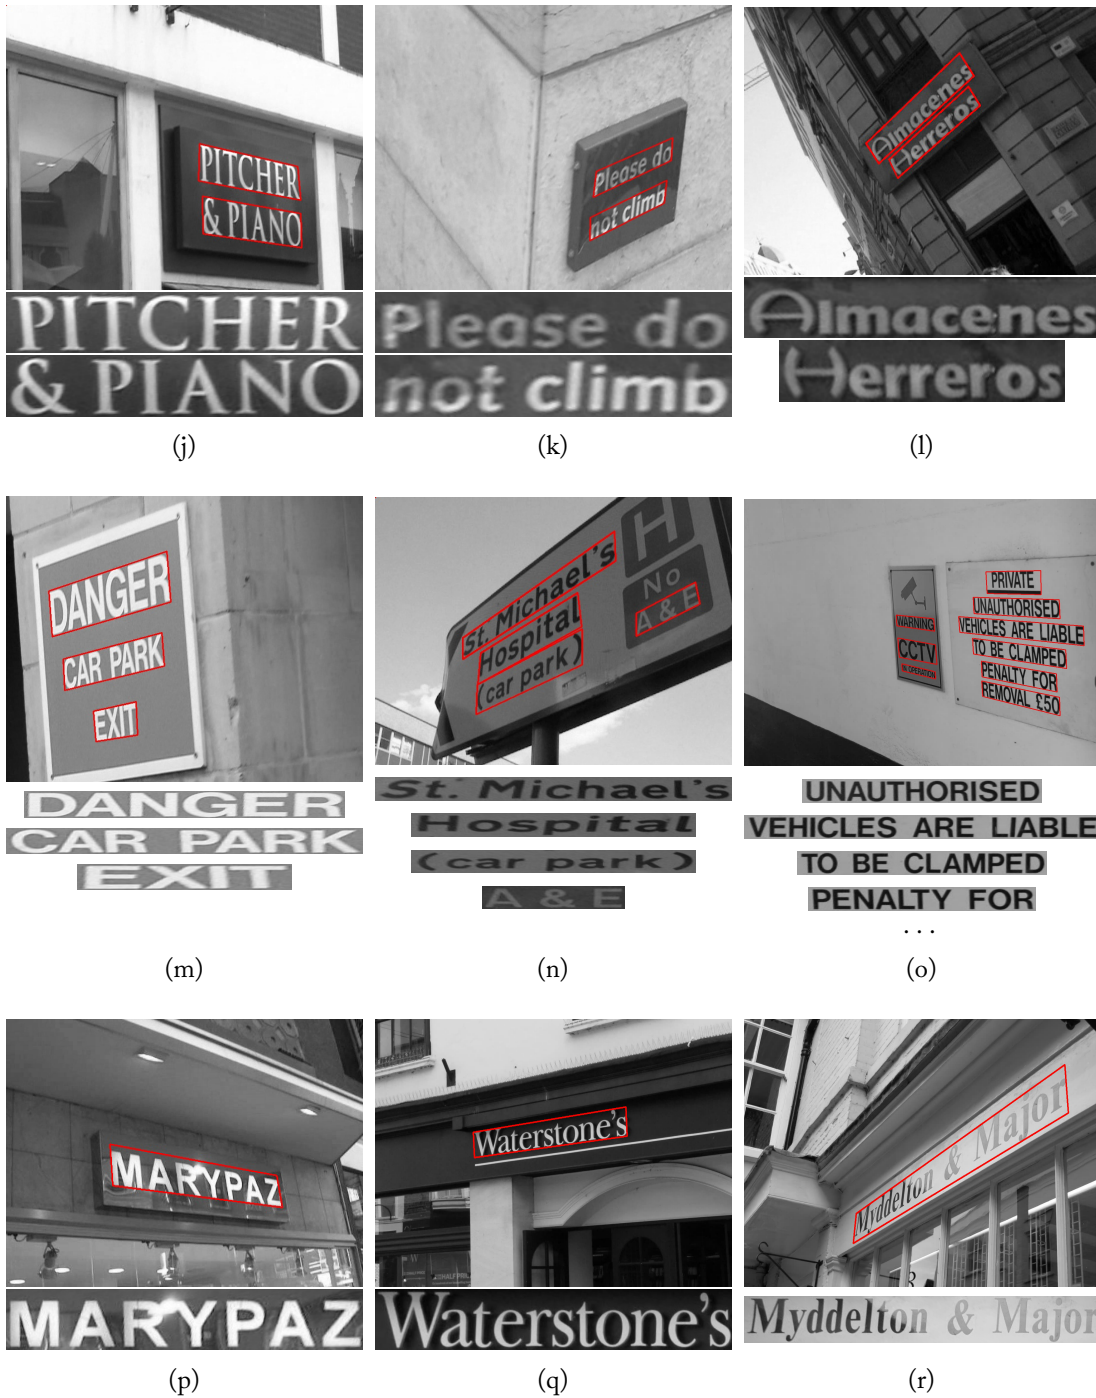 PITCHER
& PIANO
PITCHER
& PIANO
(j)
Please do
not climb
Please do
not climb
(k)
Almacenes
Herreros
Almacenes
Herreros
(l)
DANGER
CAR PARK
EXIT
DANGER
CAR PARK
EXIT
(m)
H
St. Michael's
Hospital
(car park)
No
A & E
St. Michael's
Hospital
(car park)
A & E
(n)
WARNING
CCTV
IN OPERATION
PRIVATE
UNAUTHORISED
VEHICLES ARE LIABLE
TO BE CLAMPED
PENALTY FOR
REMOVAL £50
UNAUTHORISED
VEHICLES ARE LIABLE
TO BE CLAMPED
PENALTY FOR
...
(o)
MARYPAZ
MARYPAZ
(p)
Waterstone's
Waterstone's
(q)
Myddelton & Major
Myddelton & Major
(r)